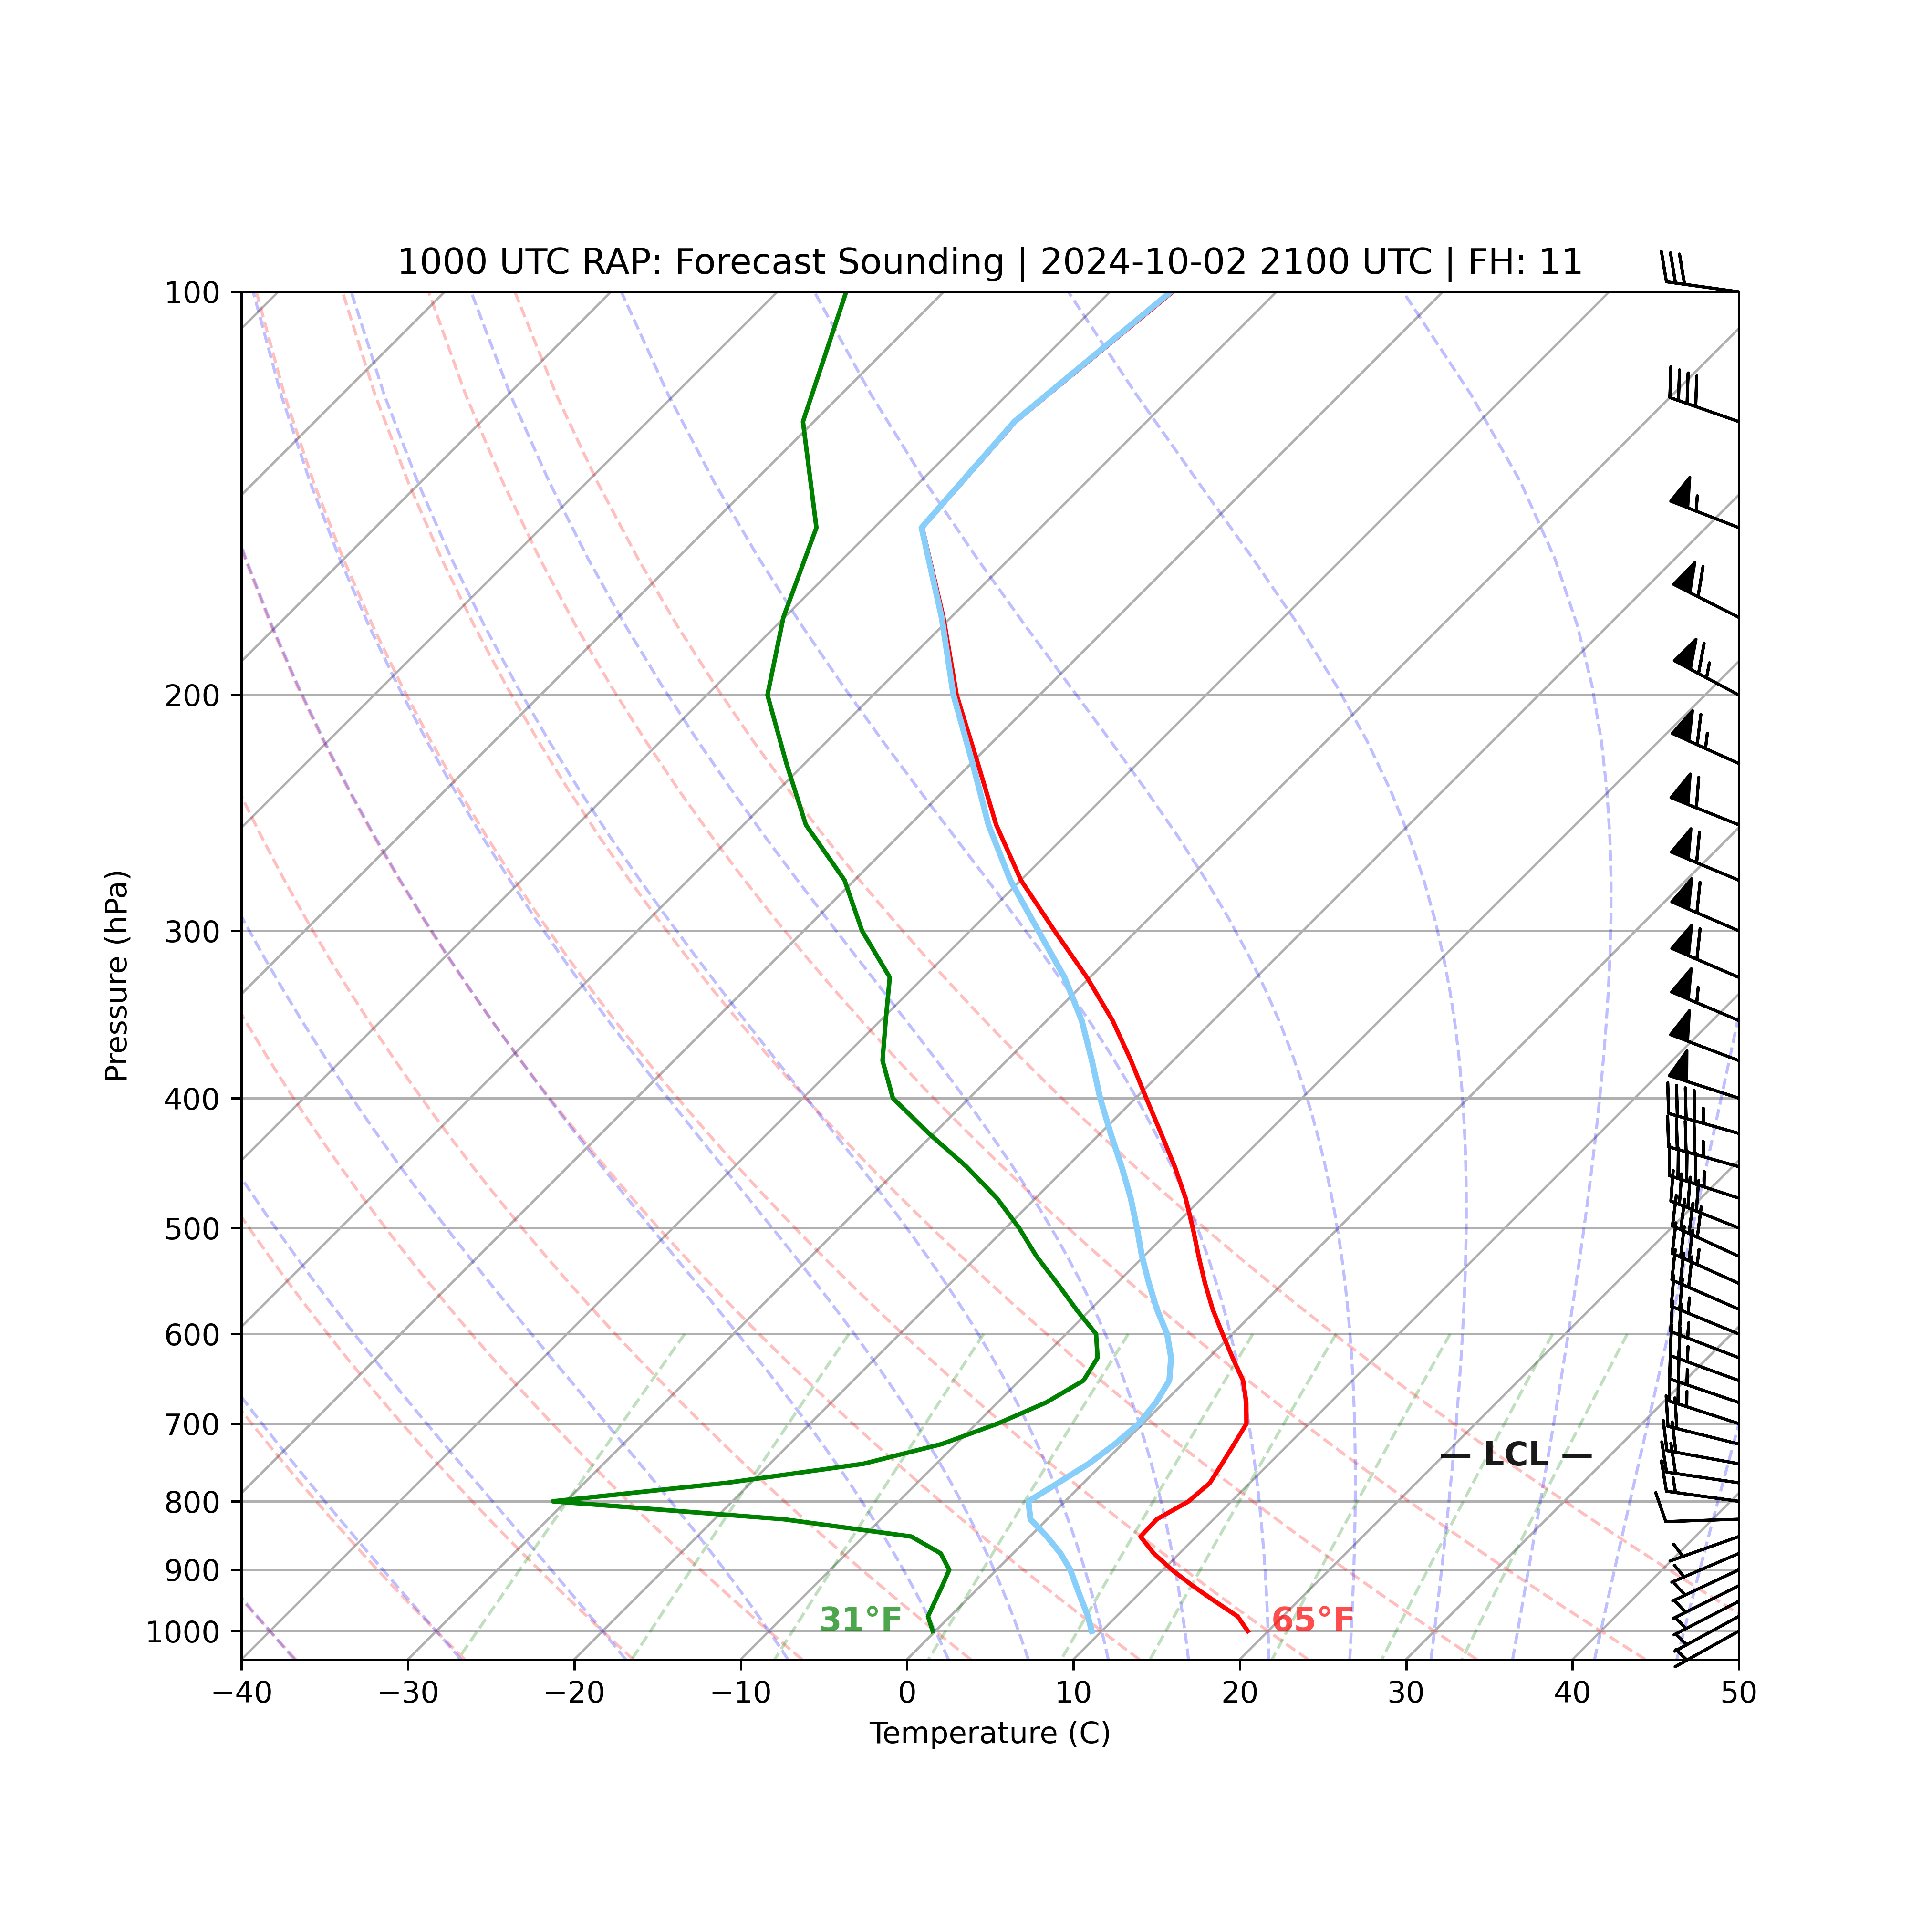 1000 UTC RAP: Forecast Sounding | 2024-10-02 2100 UTC | FH: 11
100
200
300
400
500
600
700
800
900
1000
Pressure (hPa)
— LCL —
31°F
65°F
−40 −30 −20 −10 0 10 20 30 40 50
Temperature (C)